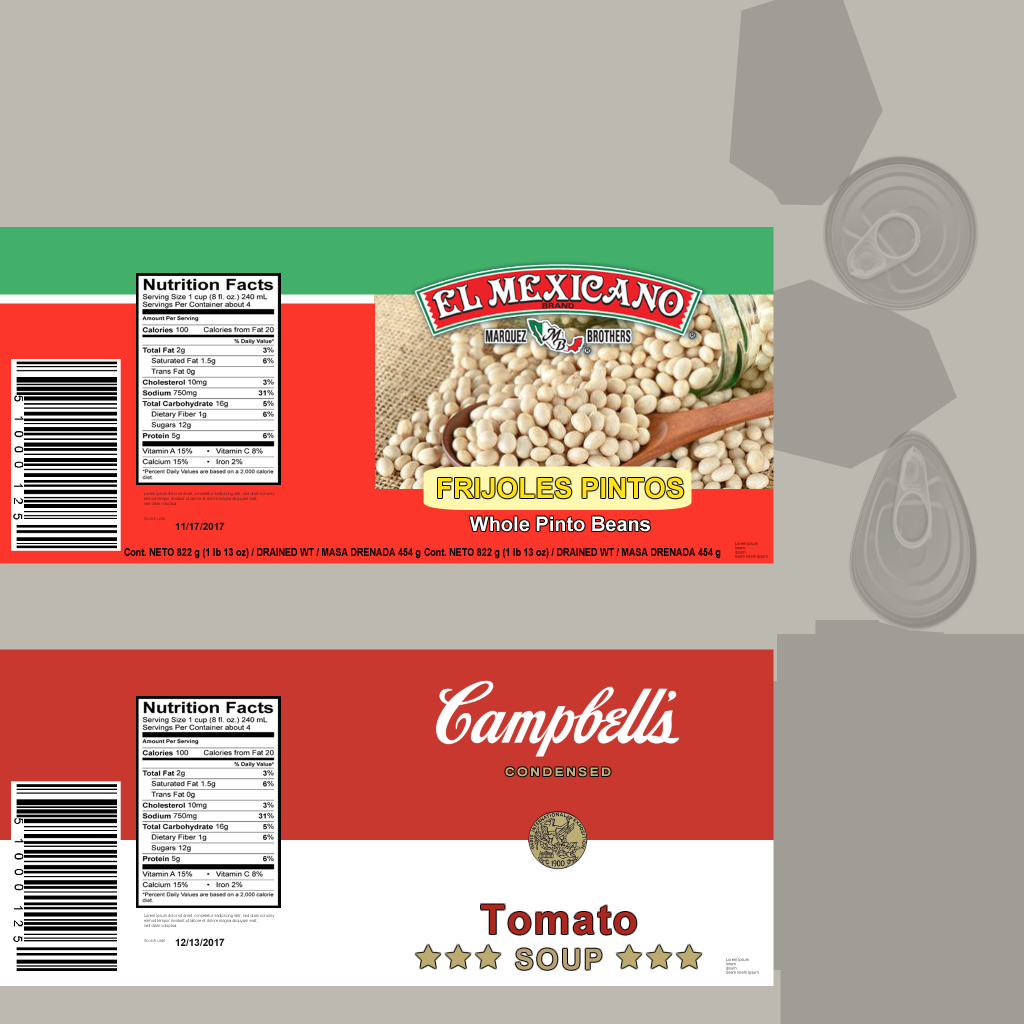 EL MEXICANO
BRAND
MARQUEZ MB BROTHERS
®
®
FRIJOLES PINTOS
Whole Pinto Beans
Cont. NETO 822 g (1 lb 13 oz) / DRAINED WT / MASA DRENADA 454 g Cont. NETO 822 g (1 lb 13 oz) / DRAINED WT / MASA DRENADA 454 g
Nutrition Facts
Serving Size 1 cup (8 fl. oz.) 240 mL
Servings Per Container about 4
Amount Per Serving
Calories 100 Calories from Fat 20
% Daily Value*
Total Fat 2g 3%
Saturated Fat 1.5g 6%
Trans Fat 0g
Cholesterol 10mg 3%
Sodium 750mg 31%
Total Carbohydrate 16g 5%
Dietary Fiber 1g 6%
Sugars 12g
Protein 5g 6%
Vitamin A 15% • Vitamin C 8%
Calcium 15% • Iron 2%
*Percent Daily Values are based on a 2,000 calorie
diet.
11/17/2017
5 1 0 0 0 1 2 5
Campbell's
CONDENSED
1900
Tomato
SOUP
Nutrition Facts
Serving Size 1 cup (8 fl. oz.) 240 mL
Servings Per Container about 4
Amount Per Serving
Calories 100 Calories from Fat 20
% Daily Value*
Total Fat 2g 3%
Saturated Fat 1.5g 6%
Trans Fat 0g
Cholesterol 10mg 3%
Sodium 750mg 31%
Total Carbohydrate 16g 5%
Dietary Fiber 1g 6%
Sugars 12g
Protein 5g 6%
Vitamin A 15% • Vitamin C 8%
Calcium 15% • Iron 2%
*Percent Daily Values are based on a 2,000 calorie
diet.
12/13/2017
5 1 0 0 0 1 2 5